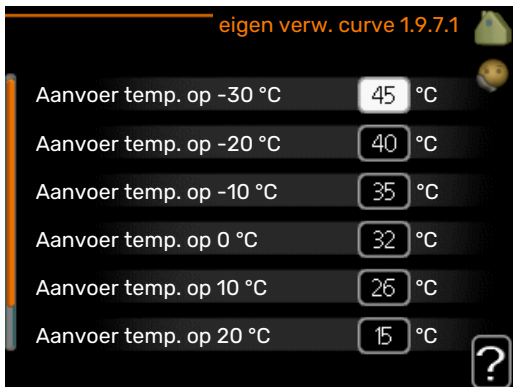 eigen verw. curve 1.9.7.1
Aanvoer temp. op -30 °C 45 °C
Aanvoer temp. op -20 °C 40 °C
Aanvoer temp. op -10 °C 35 °C
Aanvoer temp. op 0 °C 32 °C
Aanvoer temp. op 10 °C 26 °C
Aanvoer temp. op 20 °C 15 °C
?